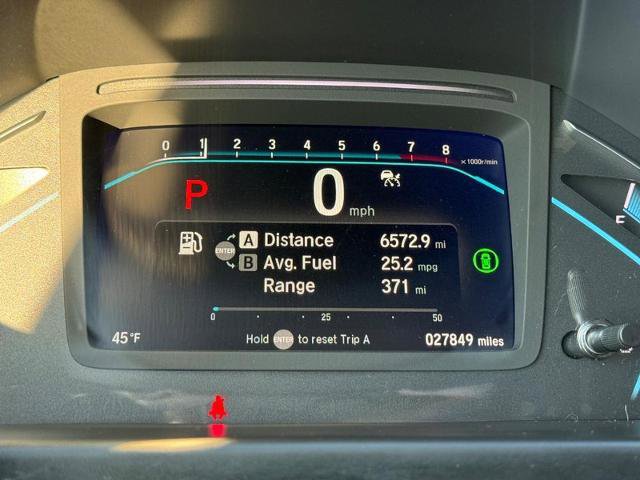 0 1 2 3 4 5 6 7 8
x1000r/min
P
0 mph
ENTER
A Distance 6572.9 mi
B Avg. Fuel 25.2 mpg
Range 371 mi
0 25 50
45°F
Hold ENTER to reset Trip A
027849 miles
C